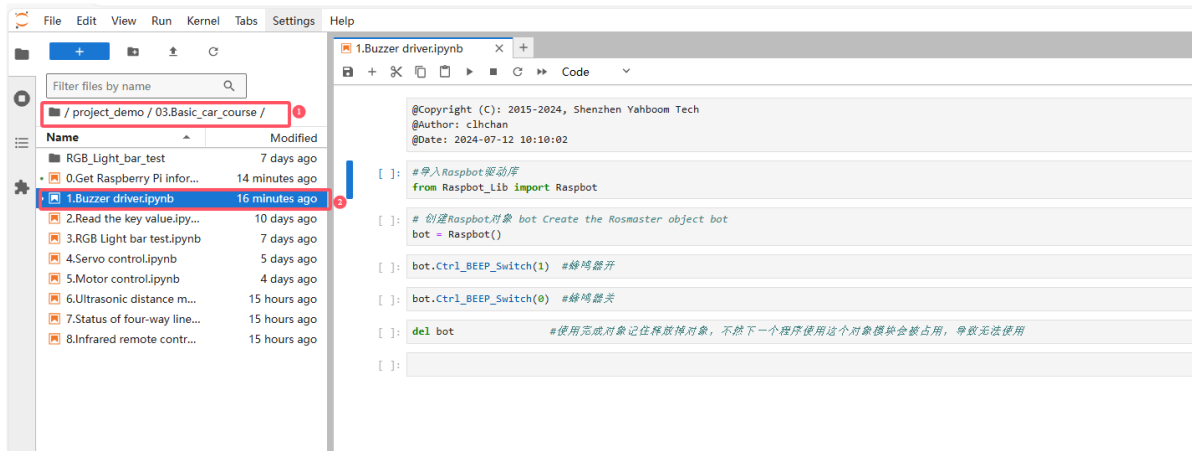 File Edit View Run Kernel Tabs Settings Help
1.Buzzer driver.ipynb
Code
Filter files by name
/ project_demo / 03.Basic_car_course /
1
Name Modified
RGB_Light_bar_test 7 days ago
0.Get Raspberry Pi infor... 14 minutes ago
1.Buzzer driver.ipynb 16 minutes ago
2
2.Read the key value.ipy... 10 days ago
3.RGB Light bar test.ipynb 7 days ago
4.Servo control.ipynb 5 days ago
5.Motor control.ipynb 4 days ago
6.Ultrasonic distance m... 15 hours ago
7.Status of four-way line... 15 hours ago
8.Infrared remote contr... 15 hours ago
@Copyright (C): 2015-2024, Shenzhen Yahboom Tech
@Author: clhchan
@Date: 2024-07-12 10:10:02
[ ]: #导入Raspbot驱动库
from Raspbot_Lib import Raspbot
[ ]: # 创建Raspbot对象 bot Create the Rosmaster object bot
bot = Raspbot()
[ ]: bot.Ctrl_BEEP_Switch(1) #蜂鸣器开
[ ]: bot.Ctrl_BEEP_Switch(0) #蜂鸣器关
[ ]: del bot #使用完成对象记住释放掉对象，不然下一个程序使用这个对象模块会被占用，导致无法使用
[ ]: